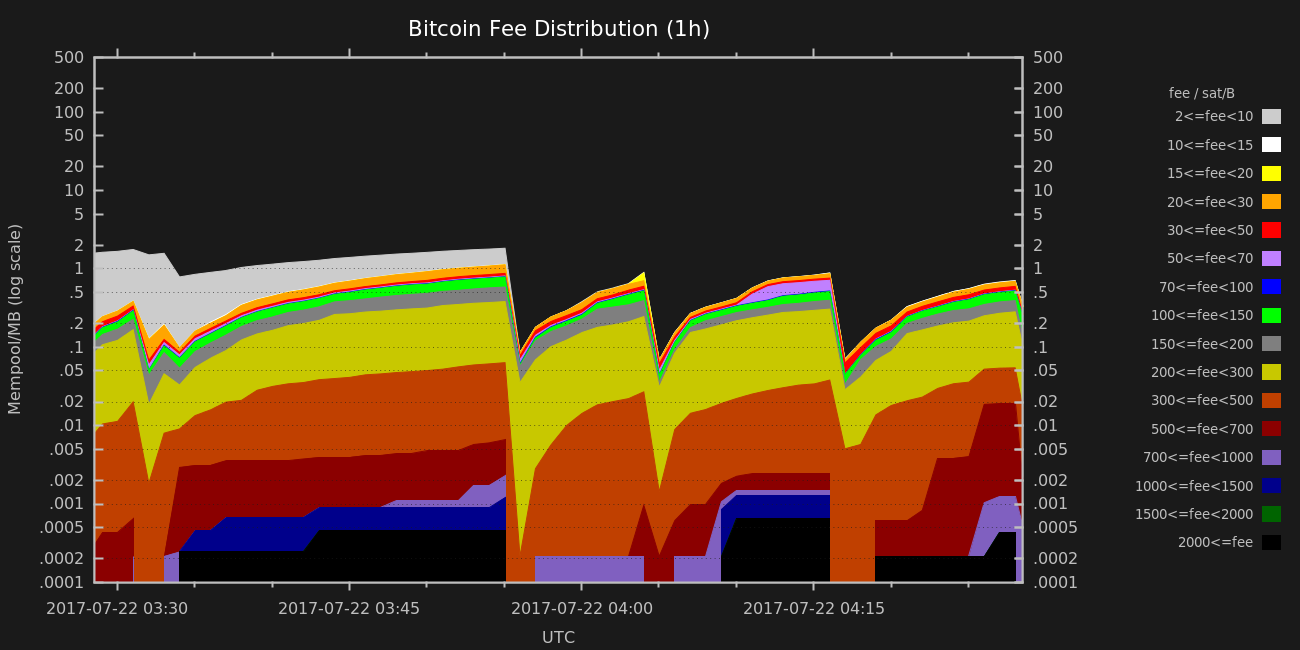 Bitcoin Fee Distribution (1h)
500 500
200 200
100 100
50 50
20 20
10 10
5 5
2 2
1 1
.5 .5
.2 .2
.1 .1
.05 .05
.02 .02
.01 .01
.005 .005
.002 .002
.001 .001
.0005 .0005
.0002 .0002
.0001 .0001
Mempool/MB (log scale)
2017-07-22 03:30 2017-07-22 03:45 2017-07-22 04:00 2017-07-22 04:15
UTC
fee / sat/B
2<=fee<10
10<=fee<15
15<=fee<20
20<=fee<30
30<=fee<50
50<=fee<70
70<=fee<100
100<=fee<150
150<=fee<200
200<=fee<300
300<=fee<500
500<=fee<700
700<=fee<1000
1000<=fee<1500
1500<=fee<2000
2000<=fee